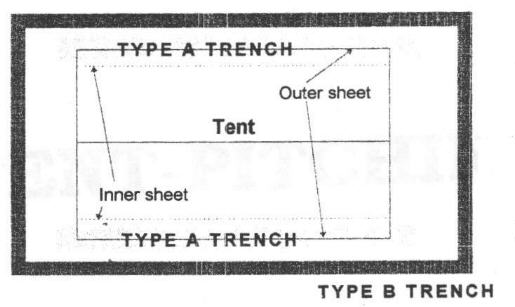 TYPE A TRENCH
Outer sheet
Tent
Inner sheet
TYPE A TRENCH
TYPE B TRENCH